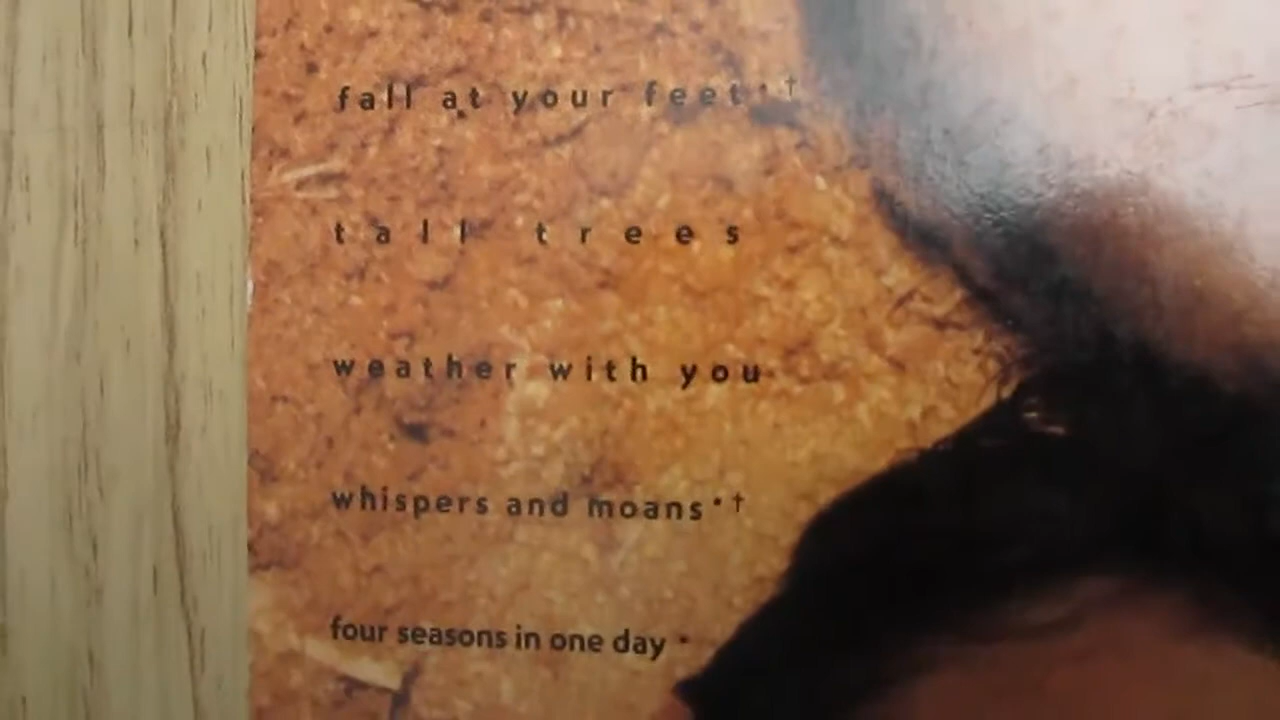 fall at your feet•†
tall trees
weather with you
whispers and moans•†
four seasons in one day •